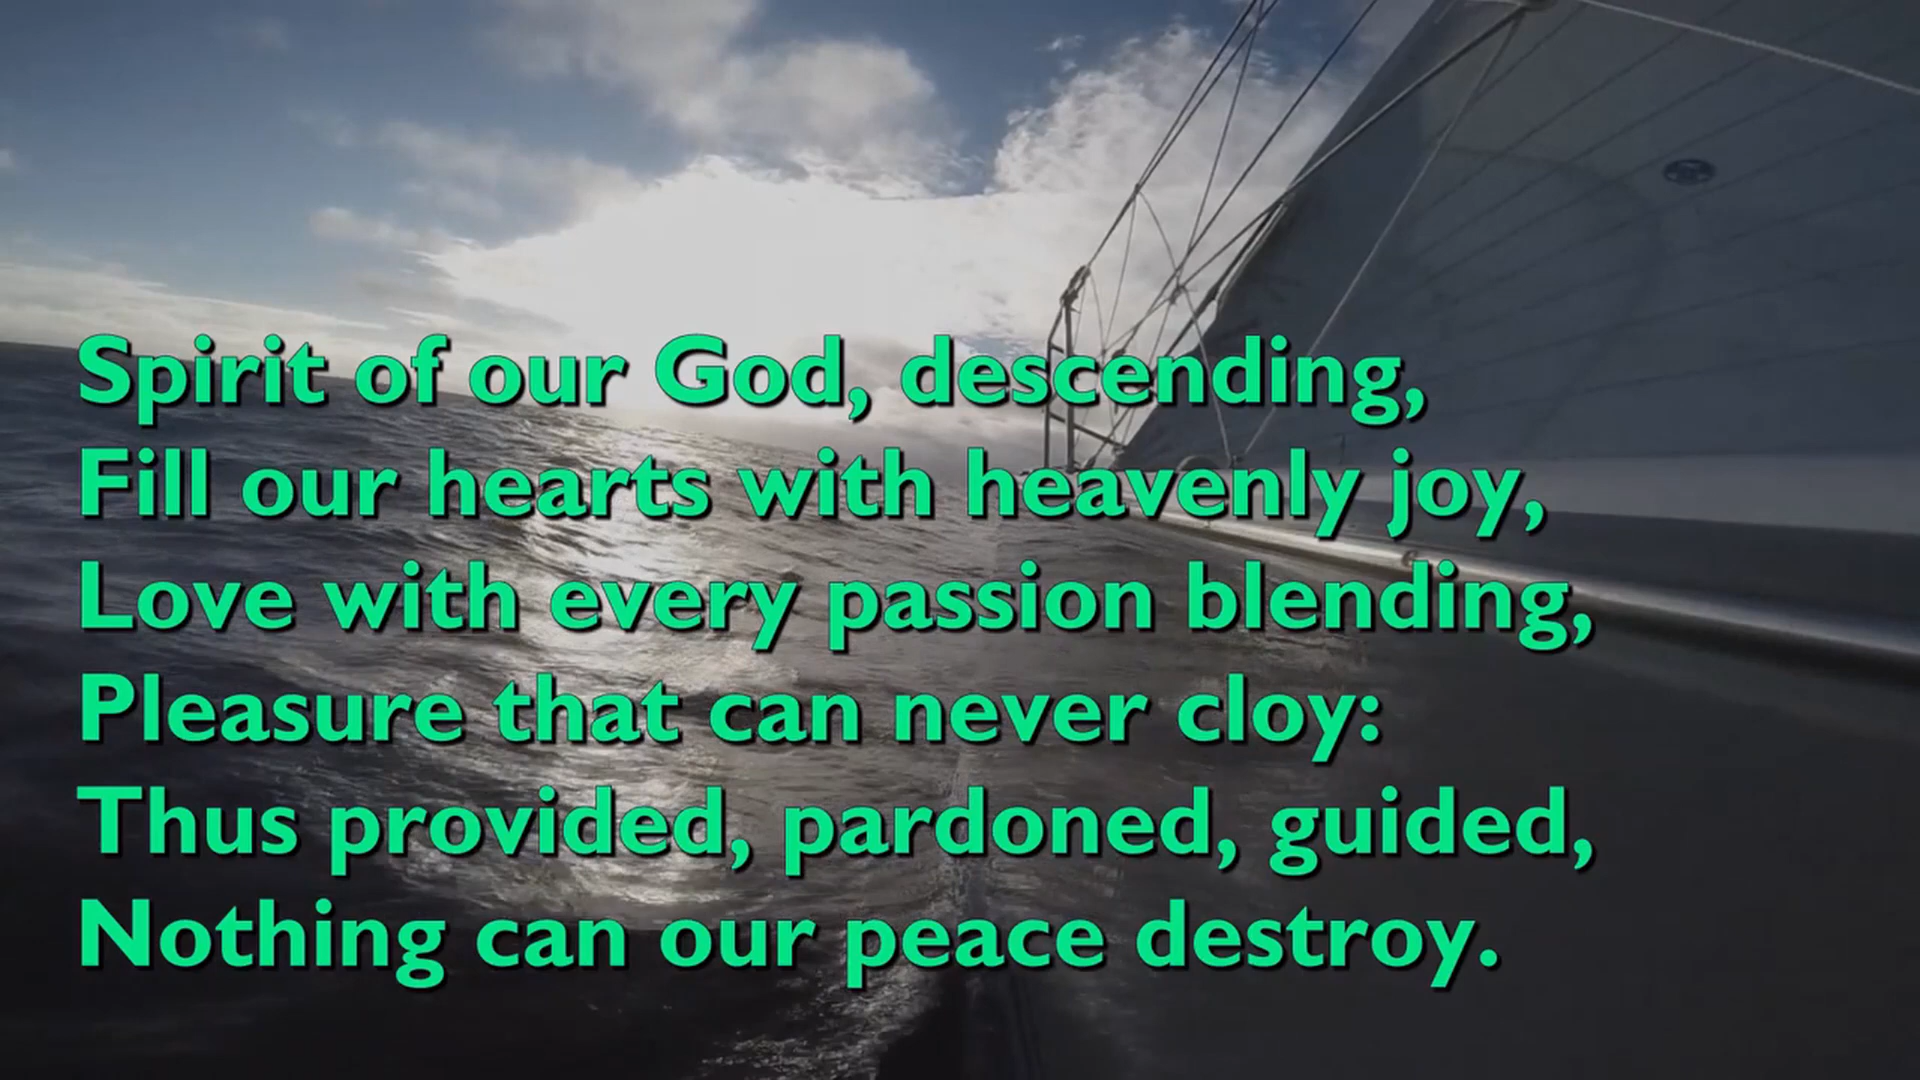 Spirit of our God, descending,
Fill our hearts with heavenly joy,
Love with every passion blending,
Pleasure that can never cloy:
Thus provided, pardoned, guided,
Nothing can our peace destroy.